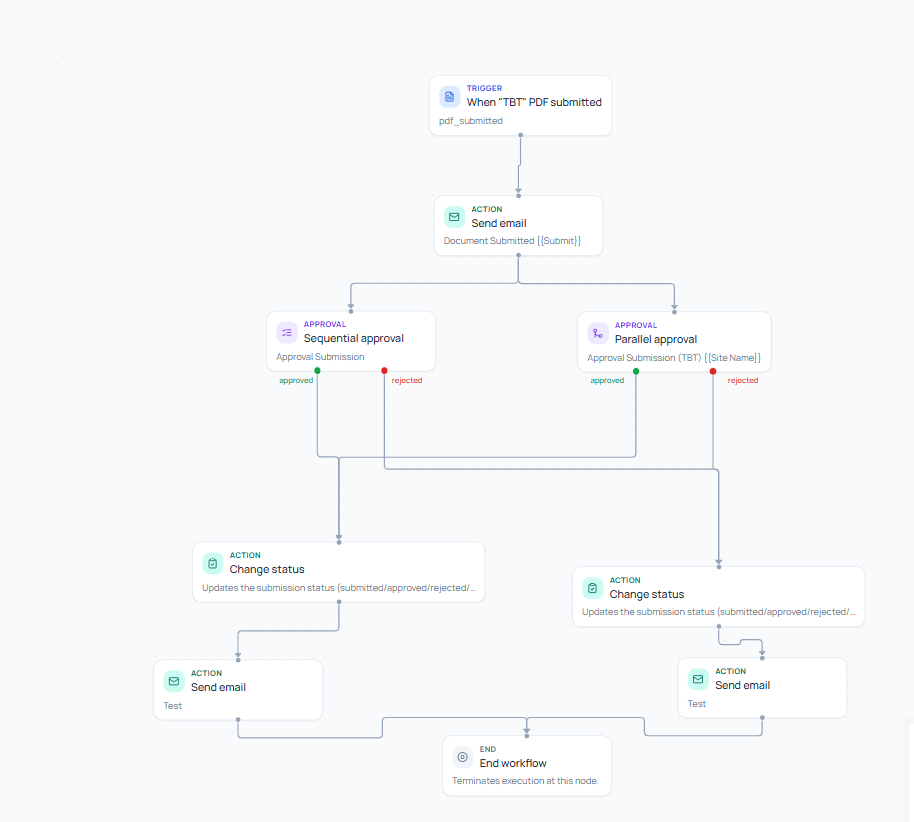 TRIGGER
When "TBT" PDF submitted
pdf_submitted
ACTION
Send email
Document Submitted {{Submit}}
APPROVAL
Sequential approval
Approval Submission
approved
rejected
APPROVAL
Parallel approval
Approval Submission (TBT) {{Site Name}}
approved
rejected
ACTION
Change status
Updates the submission status (submitted/approved/rejected/...
ACTION
Change status
Updates the submission status (submitted/approved/rejected/...
ACTION
Send email
Test
ACTION
Send email
Test
END
End workflow
Terminates execution at this node.